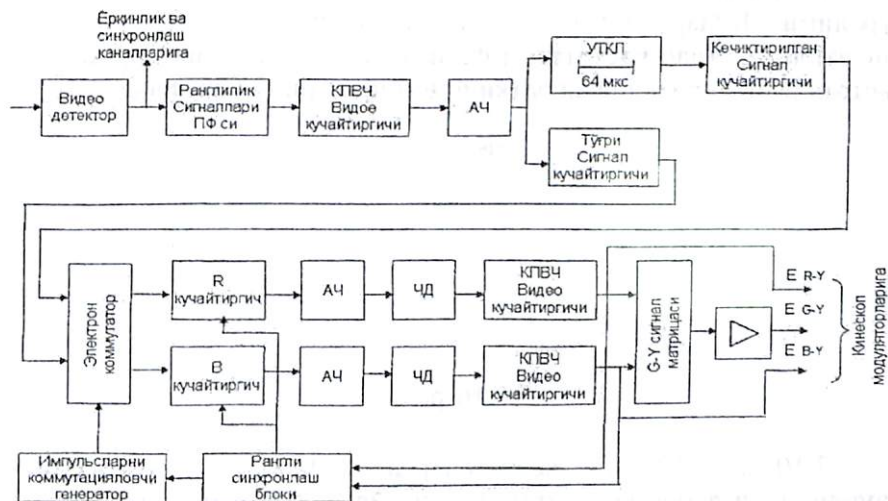 Ёрқинлик ва
синхронлаш
каналларига
Видео
детектор
Ранглилик
Сигналлари
ПФ си
КПВЧ
Видое
кучайтиргичи
АЧ
УТКЛ
64 мкс
Кечиктирилган
Сигнал
кучайтиргичи
Тўғри
Сигнал
кучайтиргичи
Электрон
коммутатор
R
кучайтиргич
АЧ
ЧД
КПВЧ
Видео
кучайтиргичи
B
кучайтиргич
АЧ
ЧД
КПВЧ
Видео
кучайтиргичи
G-Y сигнал
матрицаси
E R-Y
E G-Y
E B-Y
Кинескоп
модуляторларига
Импульсларни
коммутацияловчи
генератор
Рангли
синхронлаш
блоки